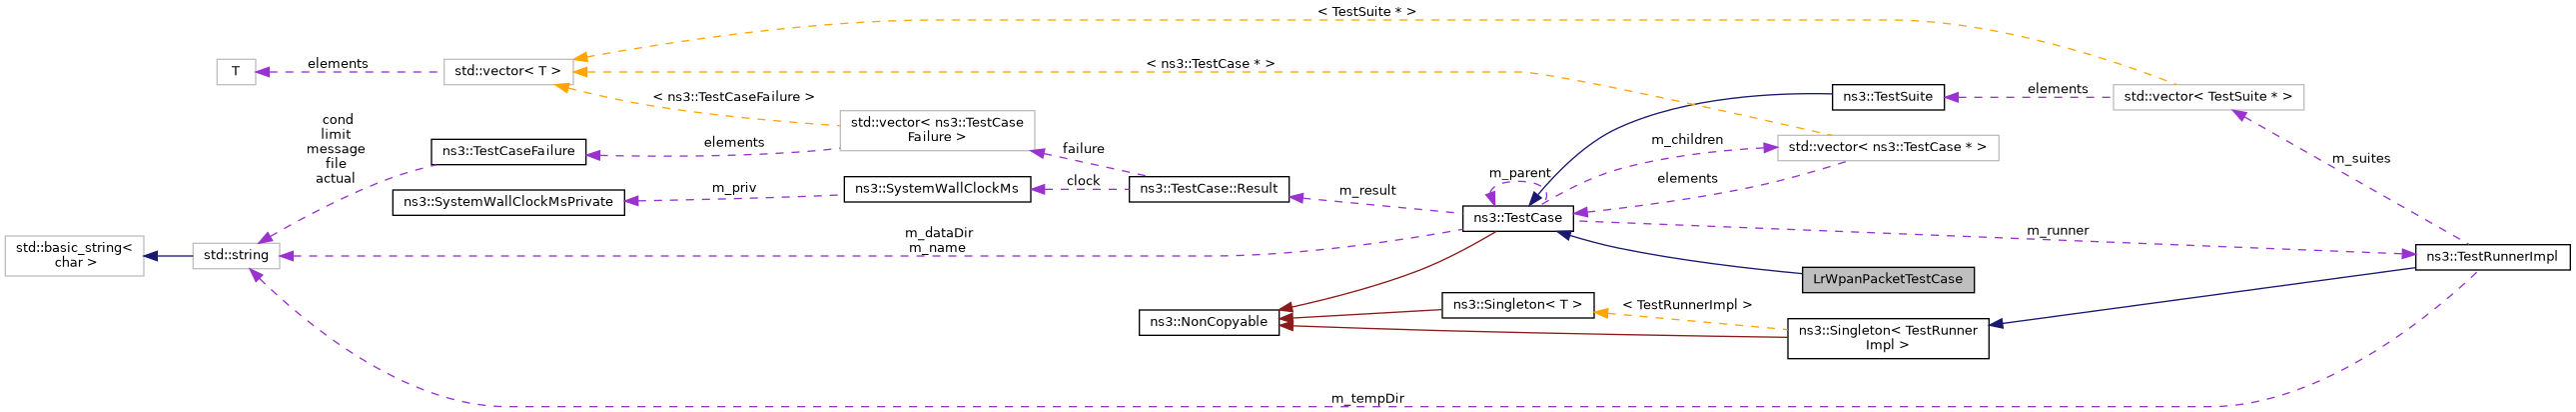 < TestSuite * >
T
elements
std::vector< T >
< ns3::TestCase * >
< ns3::TestCaseFailure >
ns3::TestSuite
elements
std::vector< TestSuite * >
cond
limit
message
file
actual
ns3::TestCaseFailure
elements
std::vector< ns3::TestCase
Failure >
failure
m_children
std::vector< ns3::TestCase * >
m_suites
ns3::SystemWallClockMsPrivate
m_priv
ns3::SystemWallClockMs
clock
ns3::TestCase::Result
m_result
m_parent
elements
ns3::TestCase
m_runner
std::basic_string<
char >
std::string
m_dataDir
m_name
ns3::TestRunnerImpl
LrWpanPacketTestCase
ns3::NonCopyable
ns3::Singleton< T >
< TestRunnerImpl >
ns3::Singleton< TestRunner
Impl >
m_tempDir